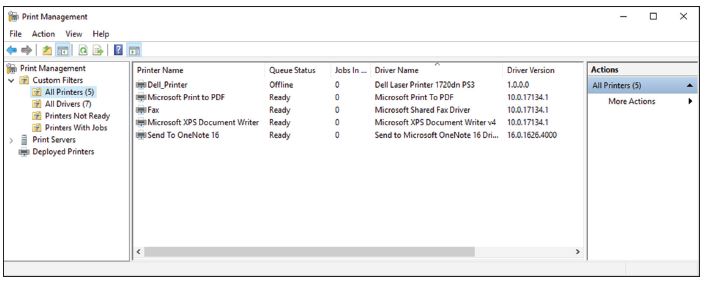 Print Management
File Action View Help
Print Management
Custom Filters
All Printers (5)
All Drivers (7)
Printers Not Ready
Printers With Jobs
Print Servers
Deployed Printers
Printer Name Queue Status Jobs In ... Driver Name Driver Version
Dell_Printer Offline 0 Dell Laser Printer 1720dn PS3 1.0.0.0
Microsoft Print to PDF Ready 0 Microsoft Print To PDF 10.0.17134.1
Fax Ready 0 Microsoft Shared Fax Driver 10.0.17134.1
Microsoft XPS Document Writer Ready 0 Microsoft XPS Document Writer v4 10.0.17134.1
Send To OneNote 16 Ready 0 Send to Microsoft OneNote 16 Dri... 16.0.1626.4000
Actions
All Printers (5)
More Actions